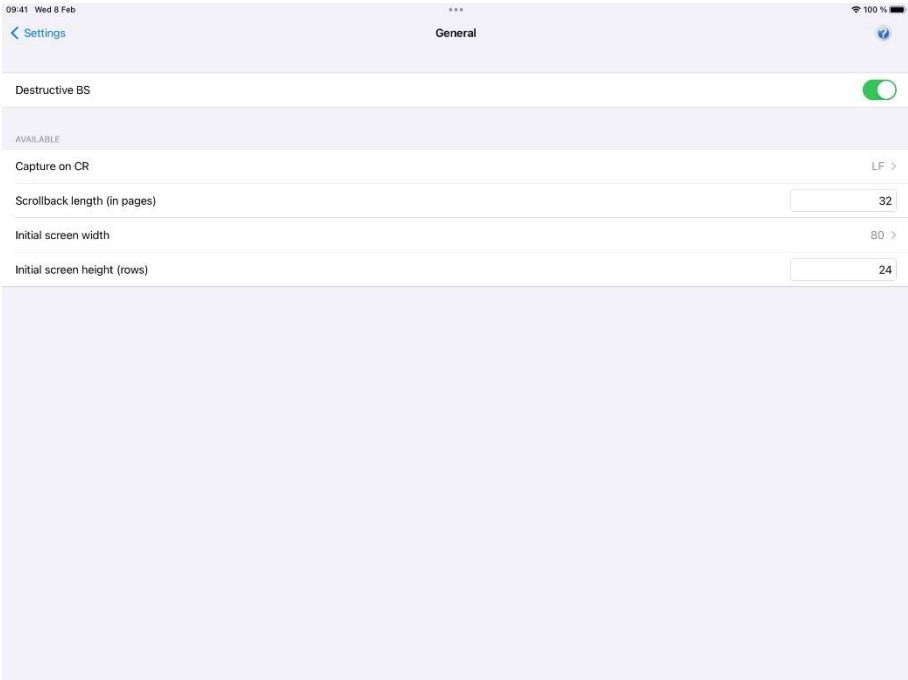 09:41 Wed 8 Feb 100 %
Settings General ?
Destructive BS
AVAILABLE
Capture on CR LF
Scrollback length (in pages) 32
Initial screen width 80
Initial screen height (rows) 24